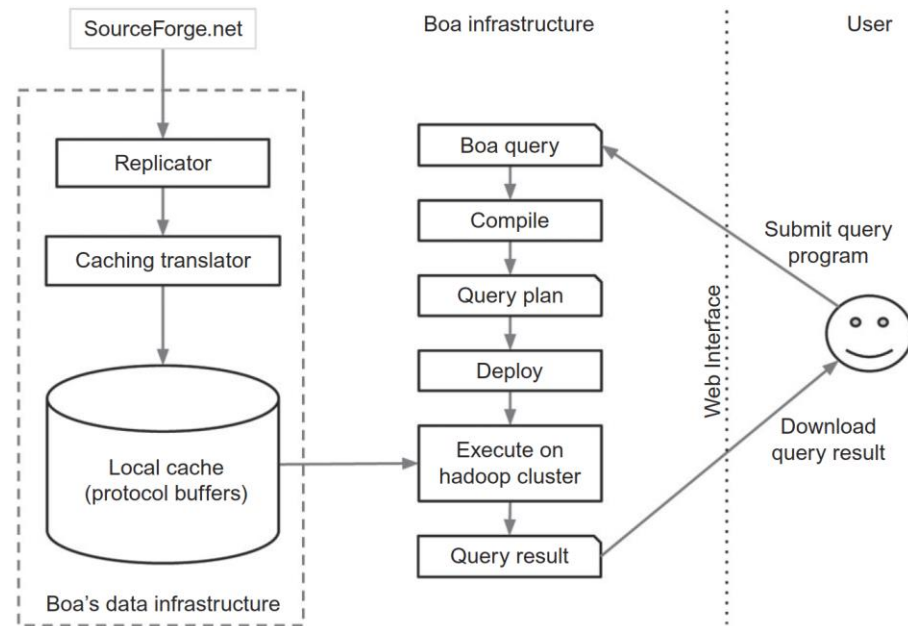 SourceForge.net
Replicator
Caching translator
Local cache
(protocol buffers)
Boa’s data infrastructure
Boa infrastructure
Boa query
Compile
Query plan
Deploy
Execute on
hadoop cluster
Query result
Web Interface
User
Submit query
program
Download
query result